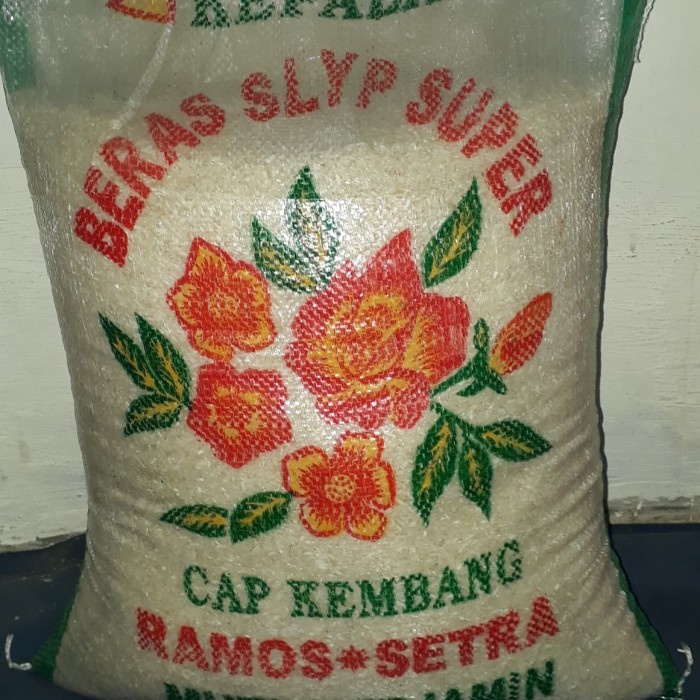 BERAS SLYP SUPER
CAP KEMBANG
RAMOS*SETRA